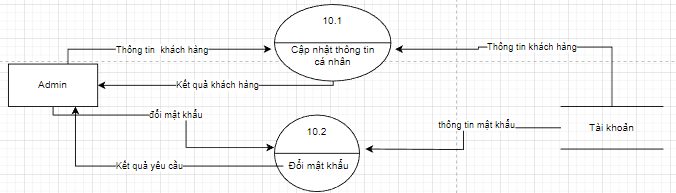 10.1
Thông tin khách hàng
Cập nhật thông tin
cá nhân
Thông tin khách hàng
Admin
Kết quả khách hàng
đổi mật khẩu
10.2
thông tin mật khẩu
Tài khoản
Kết quả yêu cầu
Đổi mật khẩu